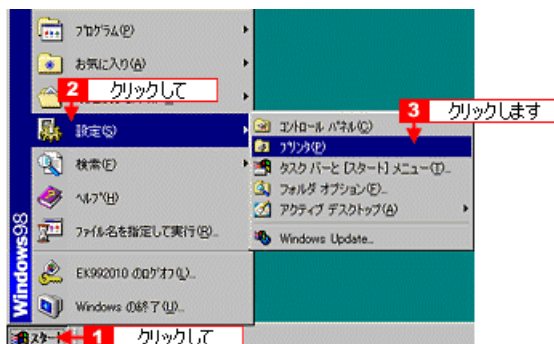 プログラム(P)
お気に入り(A)
2 クリックして
設定(S)
検索(F)
ヘルプ(H)
ファイル名を指定して実行(R)...
EK992010 のログオフ(L)...
Windows の終了(U)...
Windows98
3 クリックします
コントロール パネル(C)
プリンタ(P)
タスク バーと [スタート] メニュー(T)...
フォルダ オプション(F)...
アクティブ デスクトップ(A)
Windows Update...
スタート
1 クリックして